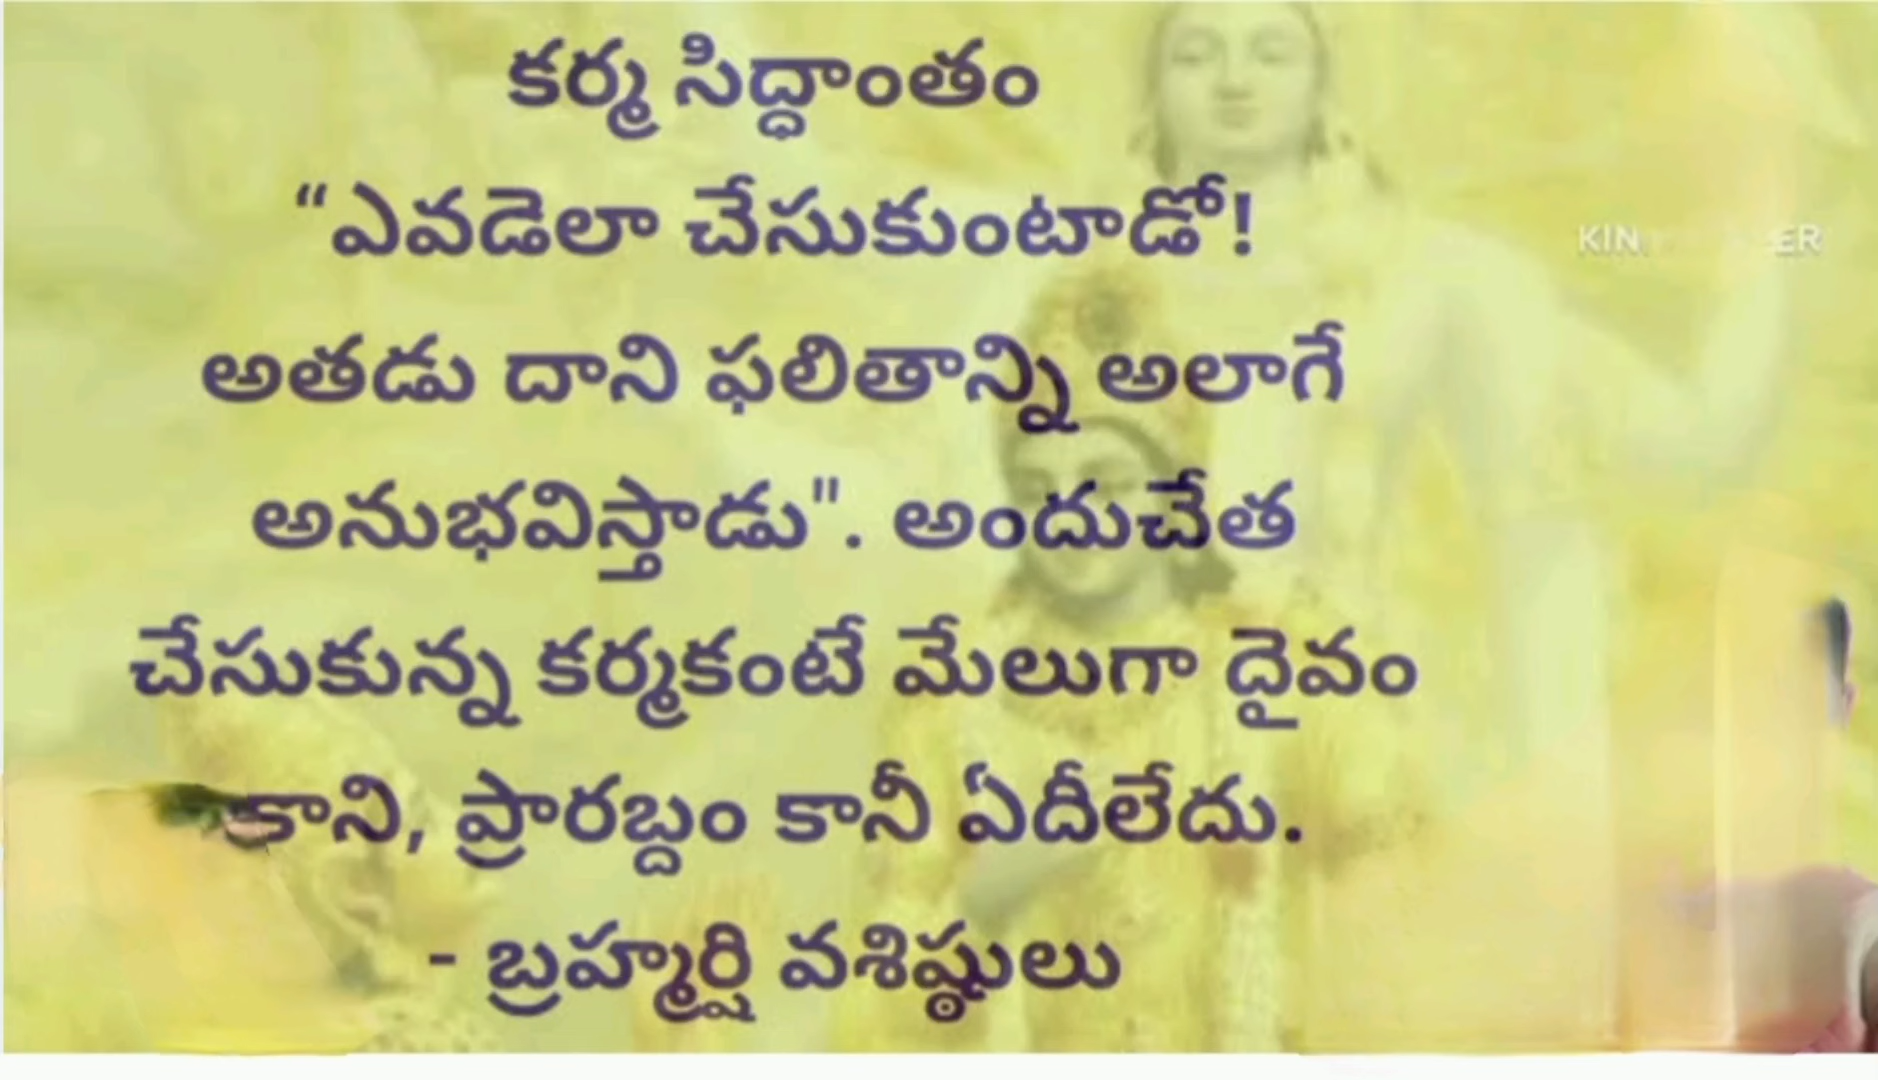 కర్మ సిద్ధాంతం
“ఎవడెలా చేసుకుంటాడో!
అతడు దాని ఫలితాన్ని అలాగే
అనుభవిస్తాడు". అందుచేత
చేసుకున్న కర్మకంటే మేలుగా దైవం
కాని, ప్రారబ్దం కానీ ఏదీలేదు.
- బ్రహ్మర్షి వశిష్ఠులు